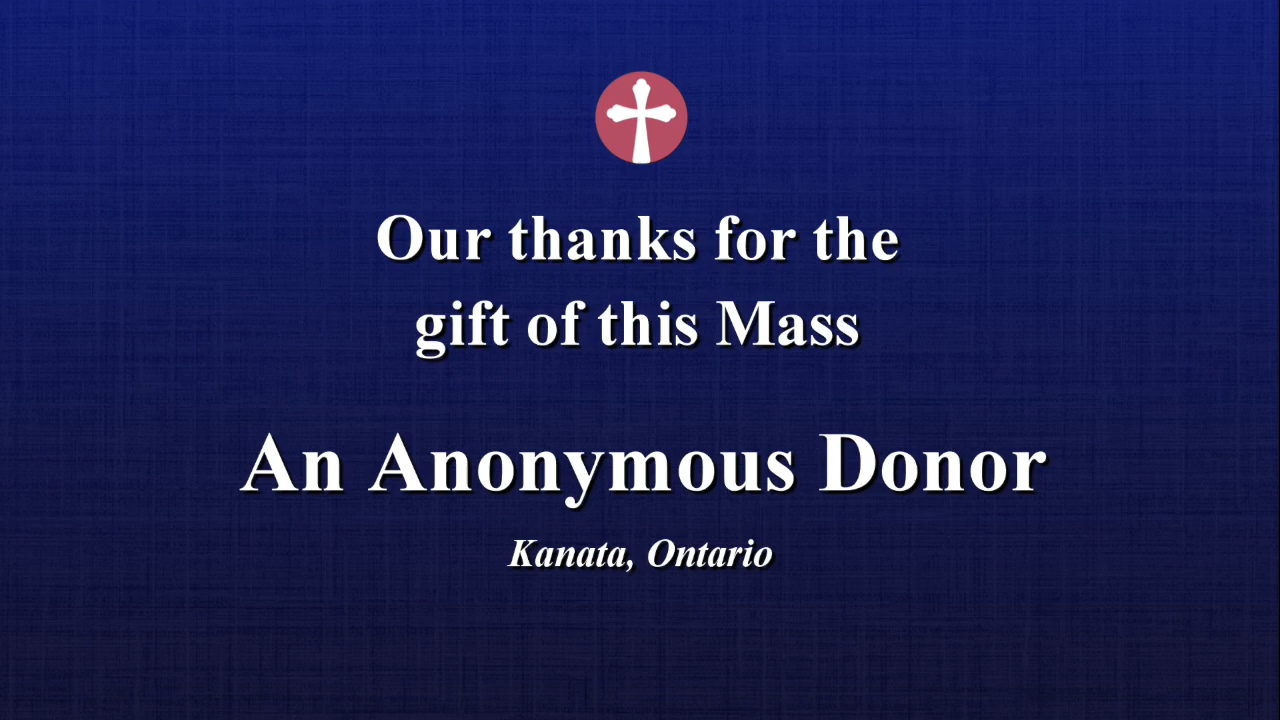 Our thanks for the
gift of this Mass
An Anonymous Donor
Kanata, Ontario